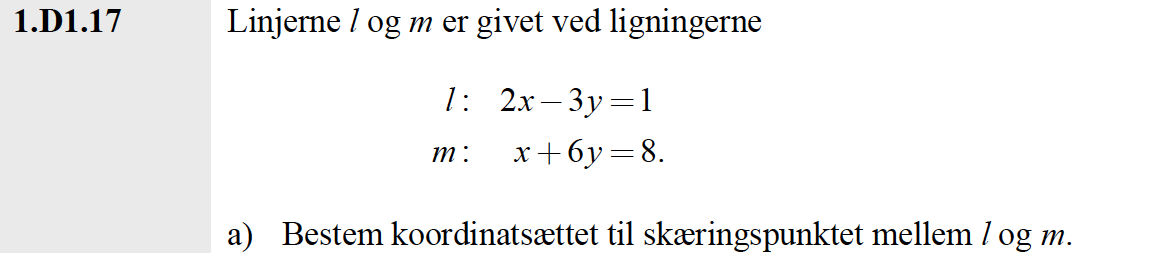 1.D1.17 Linjerne l og m er givet ved ligningerne
l: 2x − 3y = 1
m: x + 6y = 8.
a) Bestem koordinatsættet til skæringspunktet mellem l og m.